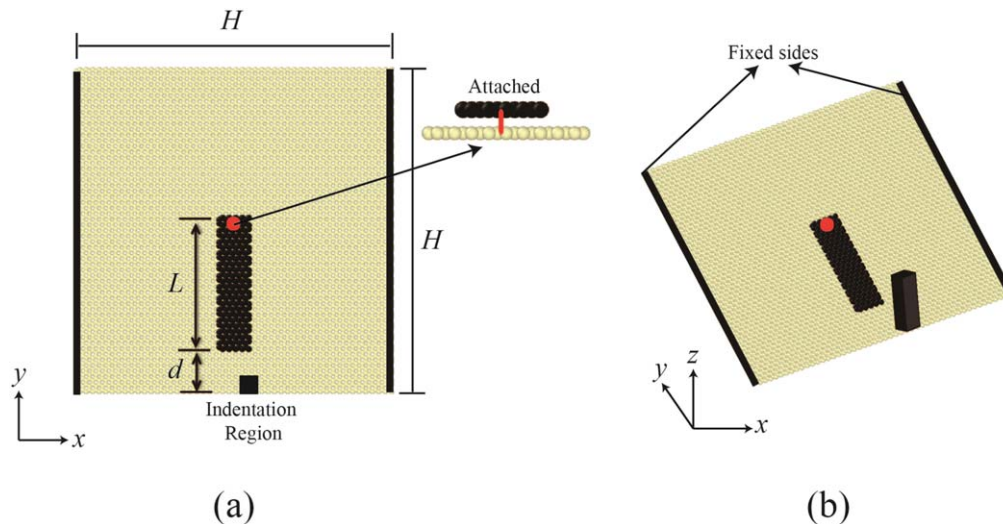 H
Attached
H
L
d
y
x
Indentation
Region
(a)
Fixed sides
z
y
x
(b)